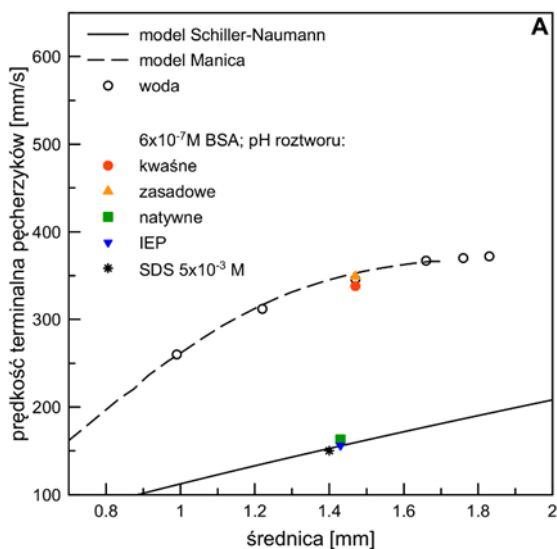 A
model Schiller-Naumann
model Manica
woda
6x10⁻⁷M BSA; pH roztworu:
kwaśne
zasadowe
natywne
IEP
SDS 5x10⁻³ M
prędkość terminalna pęcherzyków [mm/s]
600
500
400
300
200
100
0.8
1
1.2
1.4
1.6
1.8
2
średnica [mm]